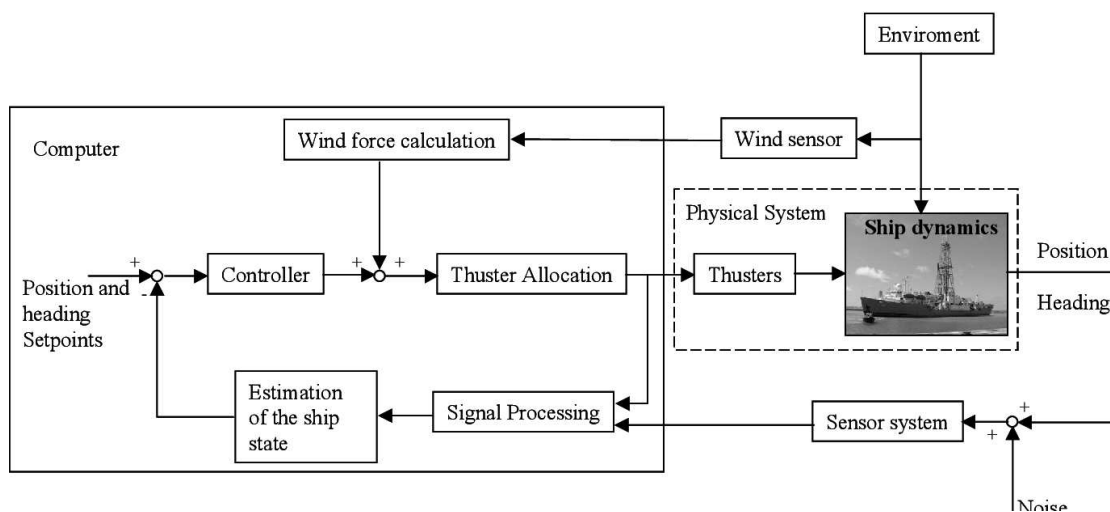 Enviroment
Computer
Wind force calculation
Wind sensor
Physical System
Ship dynamics
+
+
+
Controller
Thuster Allocation
Thusters
Position
Heading
Position and
heading
Setpoints
-
Estimation
of the ship
state
Signal Processing
Sensor system
+
+
Noise